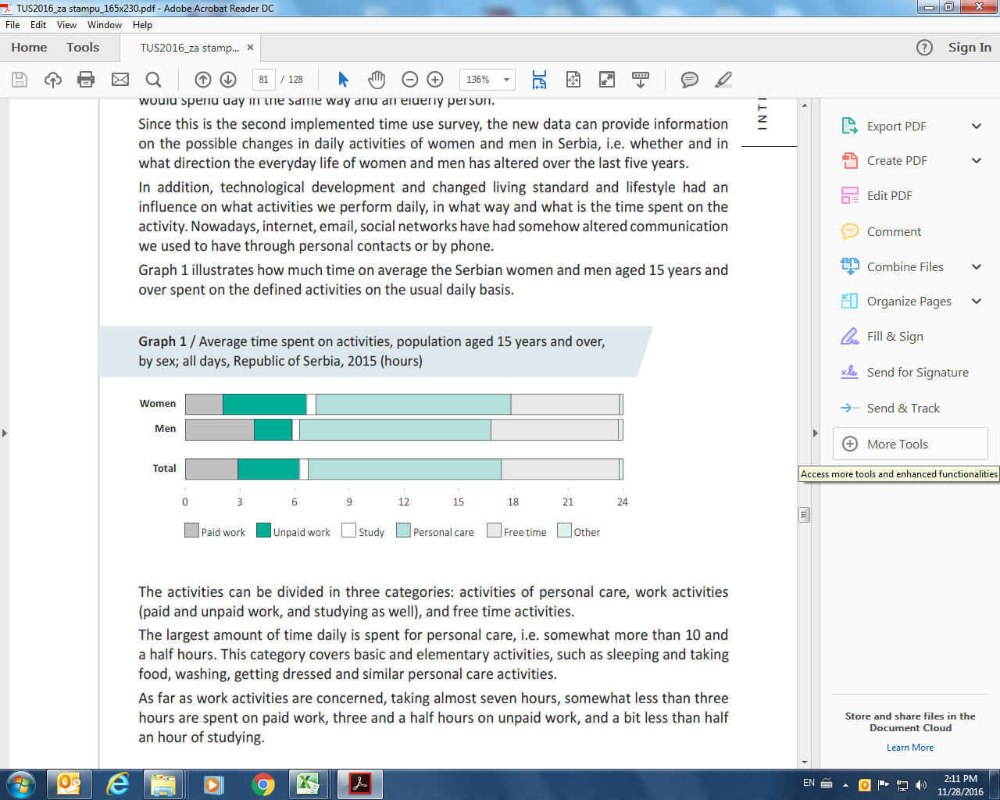 TUS2016_za stampu_165x230.pdf - Adobe Acrobat Reader DC
File Edit View Window Help
Home Tools TUS2016_za stamp... × ? Sign In
81 / 128 136%
would spend day in the same way and an elderly person.
INTI
Since this is the second implemented time use survey, the new data can provide information
on the possible changes in daily activities of women and men in Serbia, i.e. whether and in
what direction the everyday life of women and men has altered over the last five years.
In addition, technological development and changed living standard and lifestyle had an
influence on what activities we perform daily, in what way and what is the time spent on the
activity. Nowadays, internet, email, social networks have had somehow altered communication
we used to have through personal contacts or by phone.
Graph 1 illustrates how much time on average the Serbian women and men aged 15 years and
over spent on the defined activities on the usual daily basis.
Graph 1 / Average time spent on activities, population aged 15 years and over,
by sex; all days, Republic of Serbia, 2015 (hours)
Women
Men
Total
0 3 6 9 12 15 18 21 24
Paid work Unpaid work Study Personal care Free time Other
The activities can be divided in three categories: activities of personal care, work activities
(paid and unpaid work, and studying as well), and free time activities.
The largest amount of time daily is spent for personal care, i.e. somewhat more than 10 and
a half hours. This category covers basic and elementary activities, such as sleeping and taking
food, washing, getting dressed and similar personal care activities.
As far as work activities are concerned, taking almost seven hours, somewhat less than three
hours are spent on paid work, three and a half hours on unpaid work, and a bit less than half
an hour of studying.
Export PDF
Create PDF
Edit PDF
Comment
Combine Files
Organize Pages
Fill & Sign
Send for Signature
Send & Track
More Tools
Access more tools and enhanced functionalities
Store and share files in the
Document Cloud
Learn More
EN
2:11 PM
11/28/2016